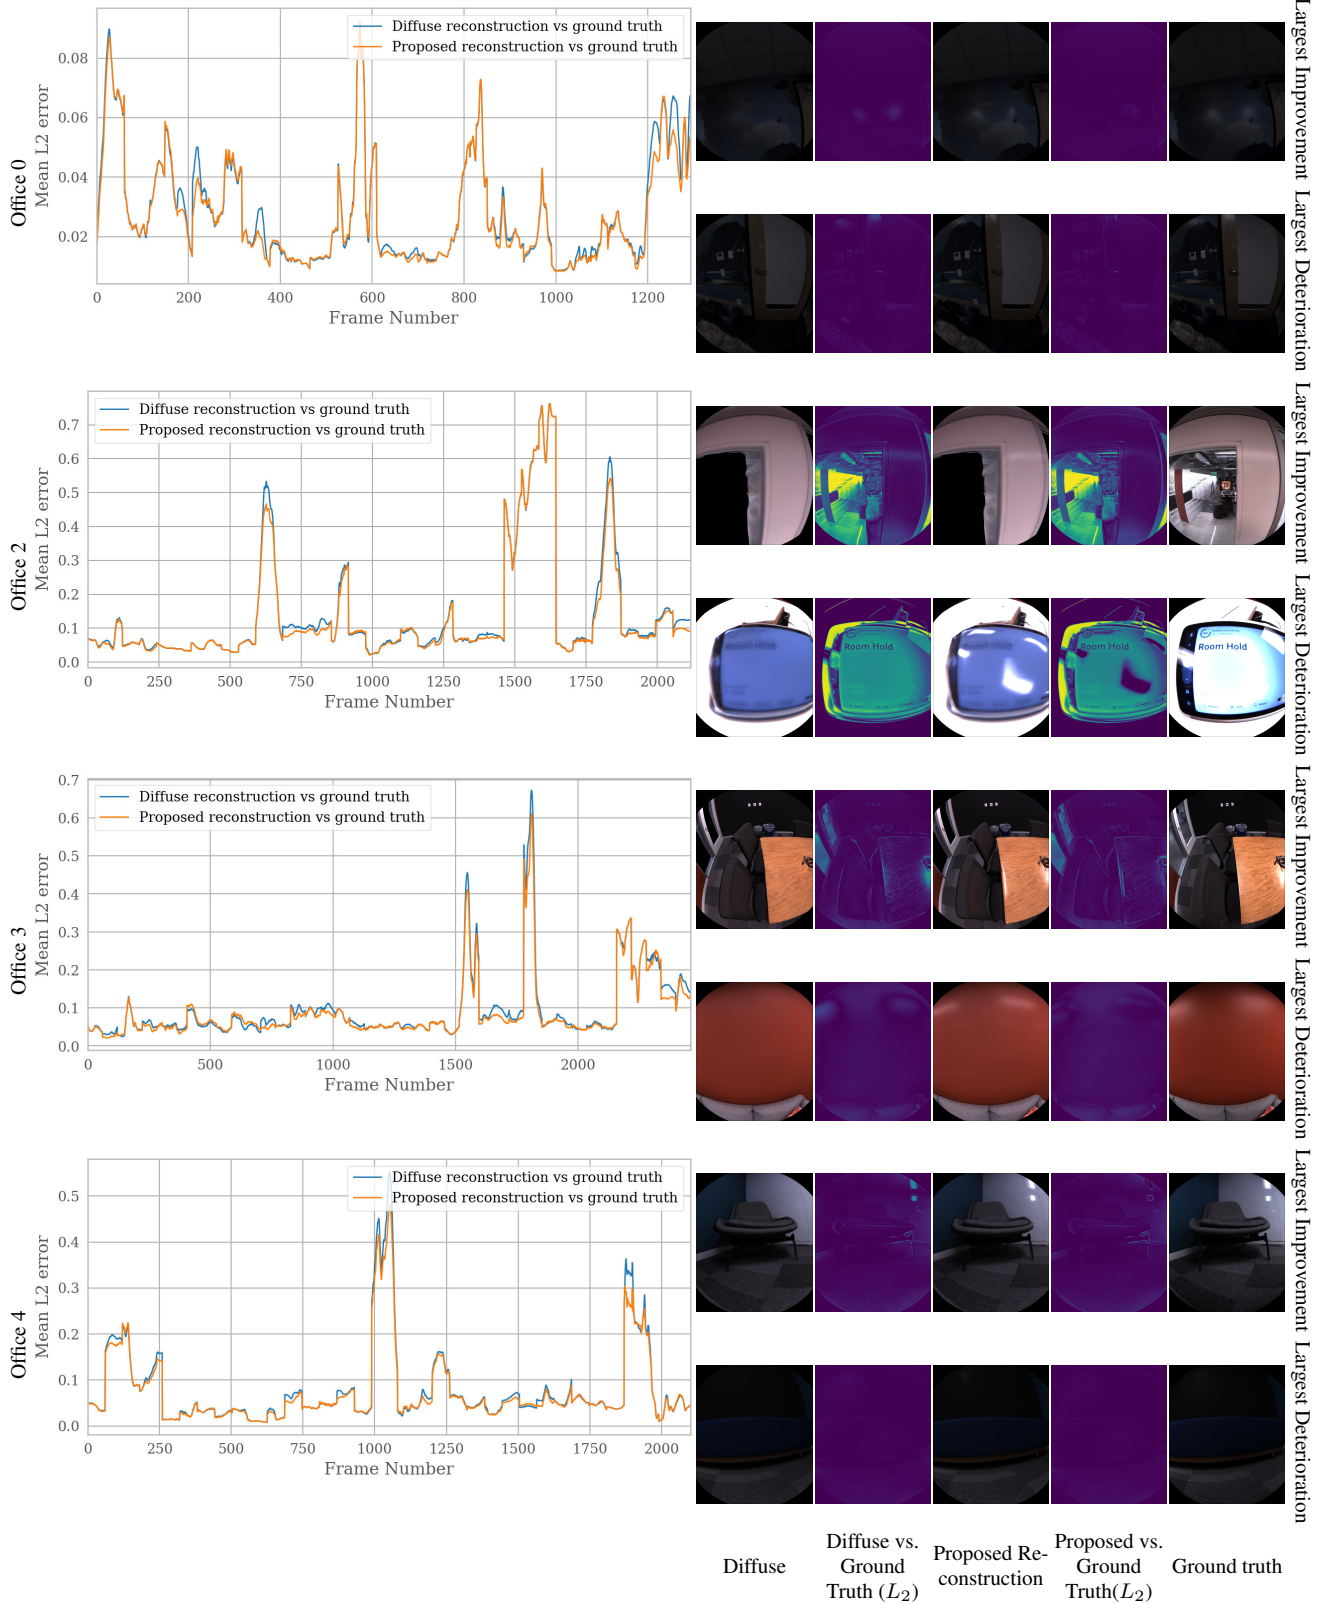 Office 0
Mean L2 error
0.08
0.06
0.04
0.02
Diffuse reconstruction vs ground truth
Proposed reconstruction vs ground truth
0 200 400 600 800 1000 1200
Frame Number
Largest Improvement
Largest Deterioration
Office 2
Mean L2 error
0.7
0.6
0.5
0.4
0.3
0.2
0.1
0.0
Diffuse reconstruction vs ground truth
Proposed reconstruction vs ground truth
0 250 500 750 1000 1250 1500 1750 2000
Frame Number
Largest Improvement
Largest Deterioration
Room Hold
Room Hold
Room Hold
Room Hold
Room Hold
Office 3
Mean L2 error
0.7
0.6
0.5
0.4
0.3
0.2
0.1
0.0
Diffuse reconstruction vs ground truth
Proposed reconstruction vs ground truth
0 500 1000 1500 2000
Frame Number
Largest Improvement
Largest Deterioration
Office 4
Mean L2 error
0.5
0.4
0.3
0.2
0.1
0.0
Diffuse reconstruction vs ground truth
Proposed reconstruction vs ground truth
0 250 500 750 1000 1250 1500 1750 2000
Frame Number
Largest Improvement
Largest Deterioration
Diffuse
Diffuse vs.
Ground
Truth (L₂)
Proposed Re-
construction
Proposed vs.
Ground
Truth(L₂)
Ground truth